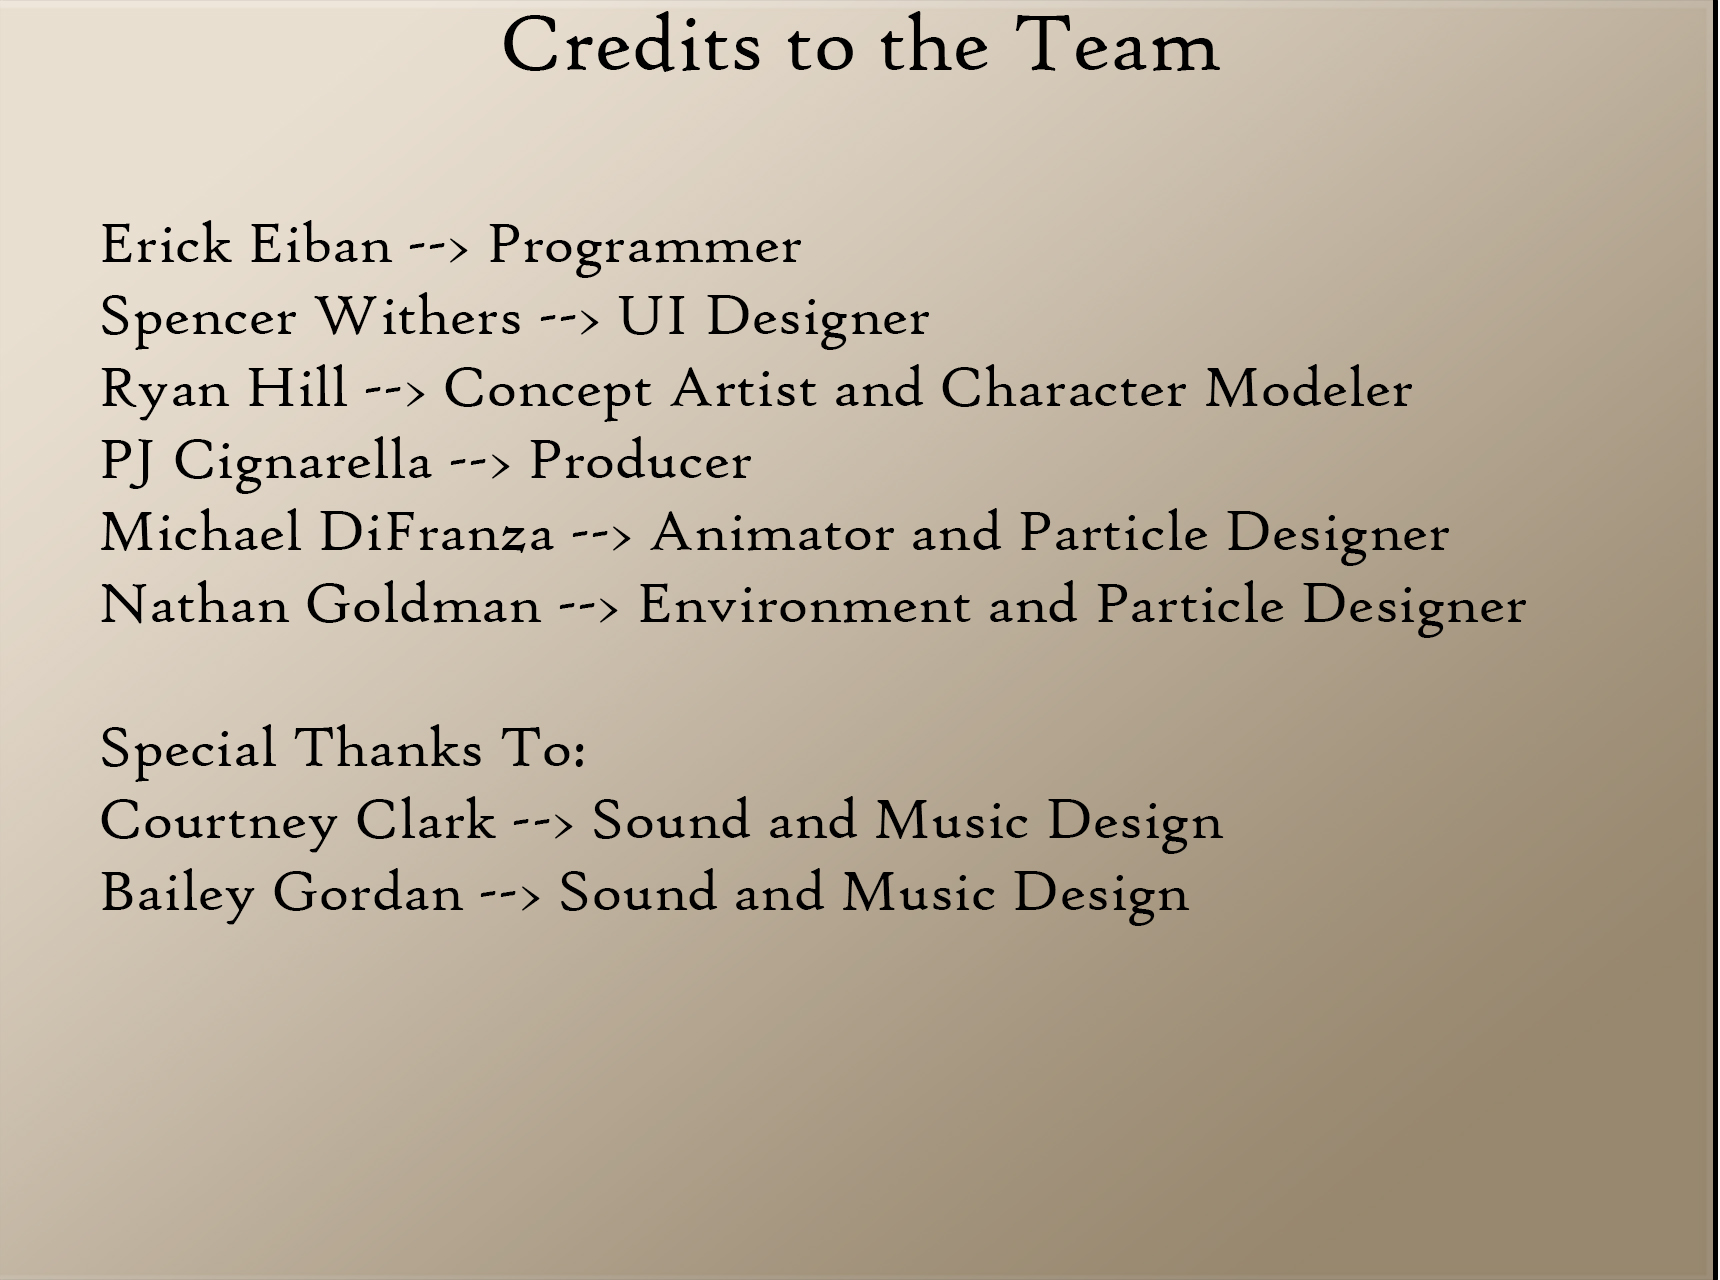 Credits to the Team
Erick Eiban --> Programmer
Spencer Withers --> UI Designer
Ryan Hill --> Concept Artist and Character Modeler
PJ Cignarella --> Producer
Michael DiFranza --> Animator and Particle Designer
Nathan Goldman --> Environment and Particle Designer
Special Thanks To:
Courtney Clark --> Sound and Music Design
Bailey Gordan --> Sound and Music Design